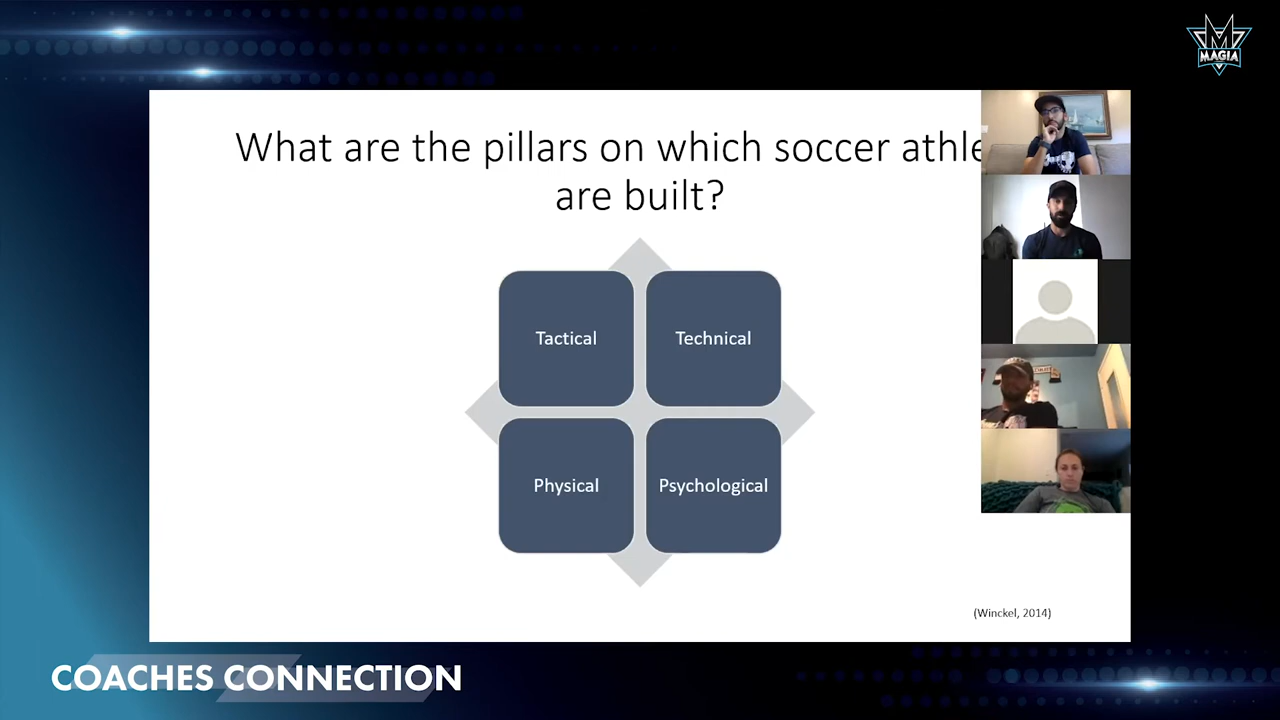 MAGIA
What are the pillars on which soccer athle
are built?
Tactical
Technical
Physical
Psychological
(Winckel, 2014)
COACHES CONNECTION